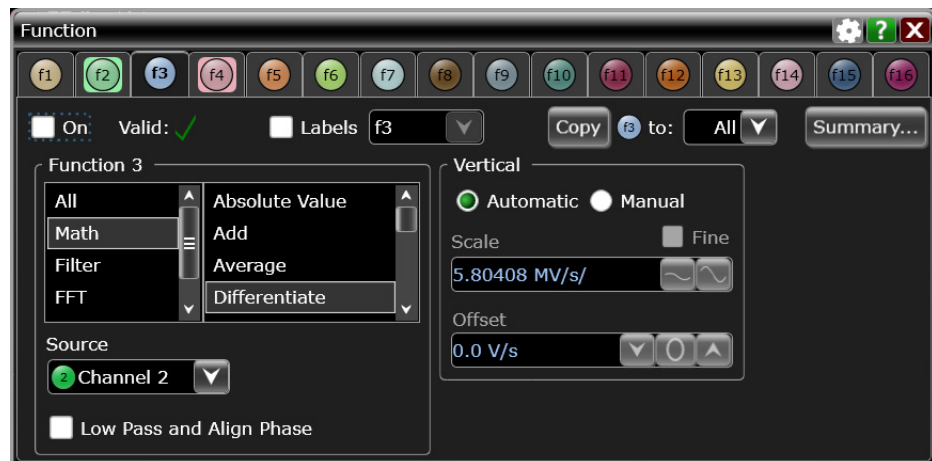 Function
?
X
f1 f2 f3 f4 f5 f6 f7 f8 f9 f10 f11 f12 f13 f14 f15 f16
On Valid: Labels f3 Copy f3 to: All Summary...
Function 3
All
Math
Filter
FFT
Absolute Value
Add
Average
Differentiate
Source
2 Channel 2
Low Pass and Align Phase
Vertical
Automatic Manual
Scale Fine
5.80408 MV/s/
Offset
0.0 V/s